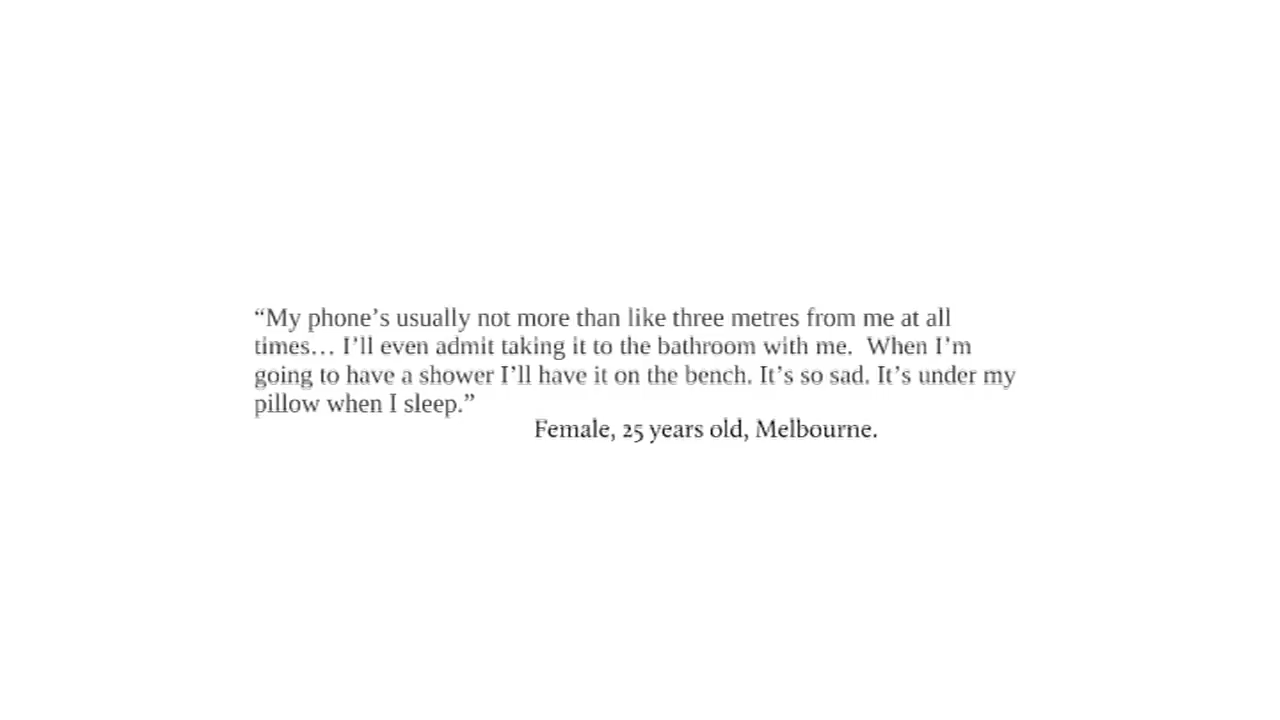 “My phone’s usually not more than like three metres from me at all
times… I’ll even admit taking it to the bathroom with me.  When I’m
going to have a shower I’ll have it on the bench. It’s so sad. It’s under my
pillow when I sleep.”
Female, 25 years old, Melbourne.